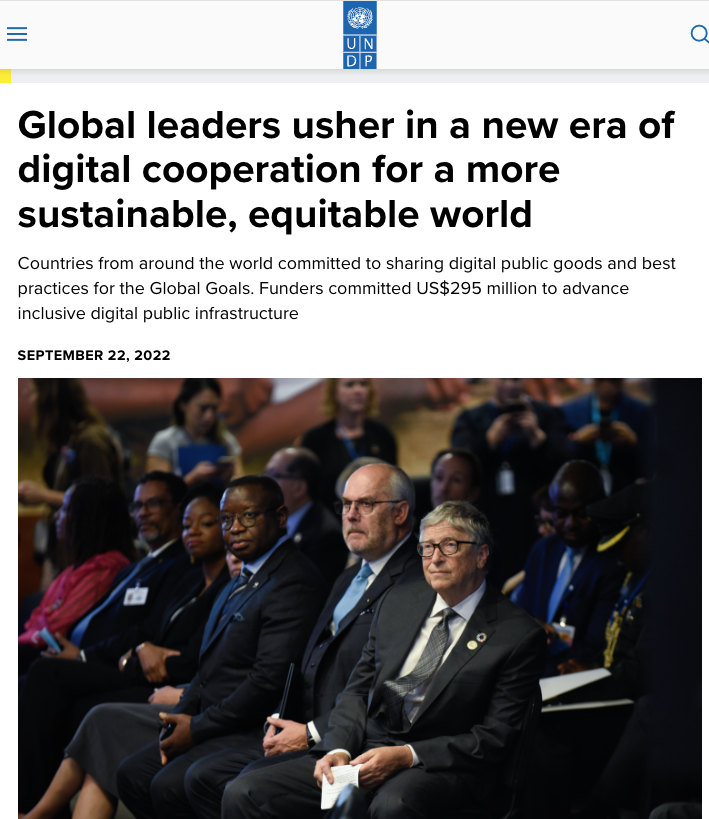 U N
D P
Global leaders usher in a new era of
digital cooperation for a more
sustainable, equitable world
Countries from around the world committed to sharing digital public goods and best
practices for the Global Goals. Funders committed US$295 million to advance
inclusive digital public infrastructure
SEPTEMBER 22, 2022